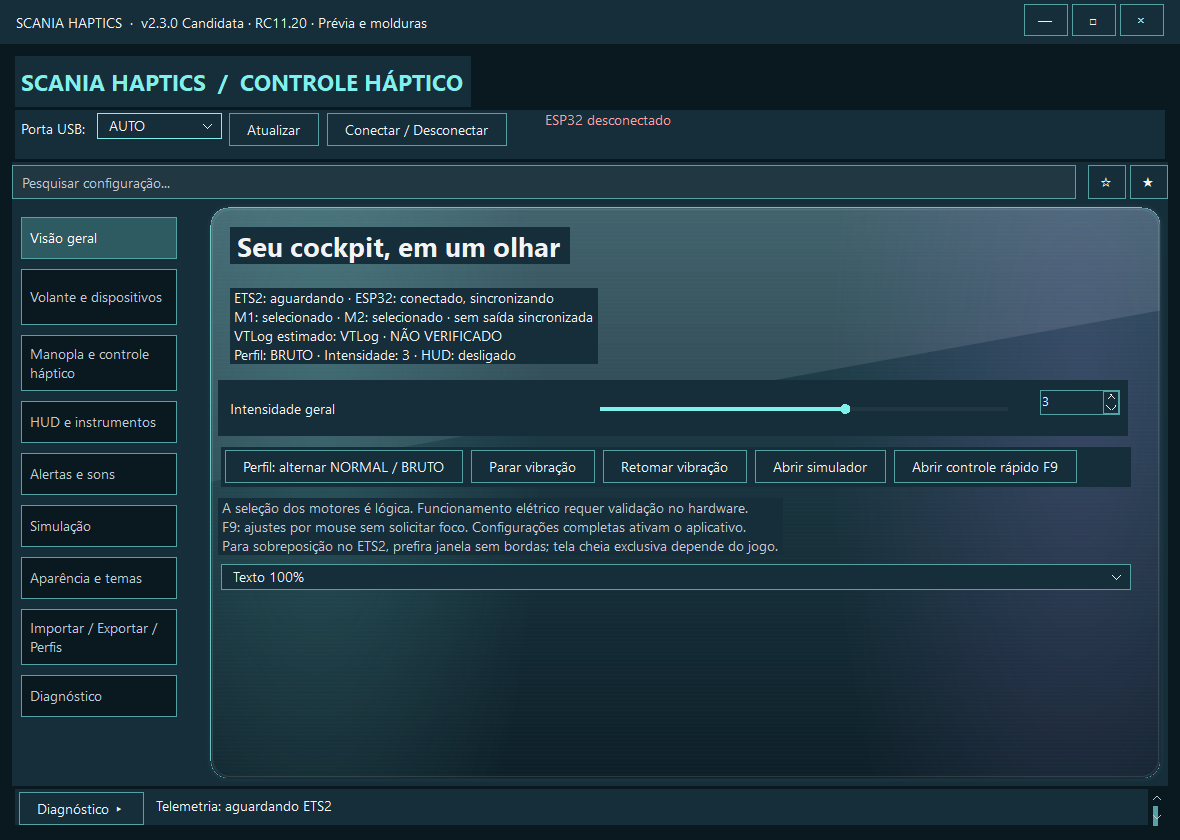 SCANIA HAPTICS · v2.3.0 Candidata · RC11.20 · Prévia e molduras
SCANIA HAPTICS / CONTROLE HÁPTICO
Porta USB: AUTO Atualizar Conectar / Desconectar ESP32 desconectado
Pesquisar configuração...
Visão geral
Volante e dispositivos
Manopla e controle
háptico
HUD e instrumentos
Alertas e sons
Simulação
Aparência e temas
Importar / Exportar /
Perfis
Diagnóstico
Seu cockpit, em um olhar
ETS2: aguardando · ESP32: conectado, sincronizando
M1: selecionado · M2: selecionado · sem saída sincronizada
VTLog estimado: VTLog · NÃO VERIFICADO
Perfil: BRUTO · Intensidade: 3 · HUD: desligado
Intensidade geral 3
Perfil: alternar NORMAL / BRUTO Parar vibração Retomar vibração Abrir simulador Abrir controle rápido F9
A seleção dos motores é lógica. Funcionamento elétrico requer validação no hardware.
F9: ajustes por mouse sem solicitar foco. Configurações completas ativam o aplicativo.
Para sobreposição no ETS2, prefira janela sem bordas; tela cheia exclusiva depende do jogo.
Texto 100%
Diagnóstico ▸ Telemetria: aguardando ETS2